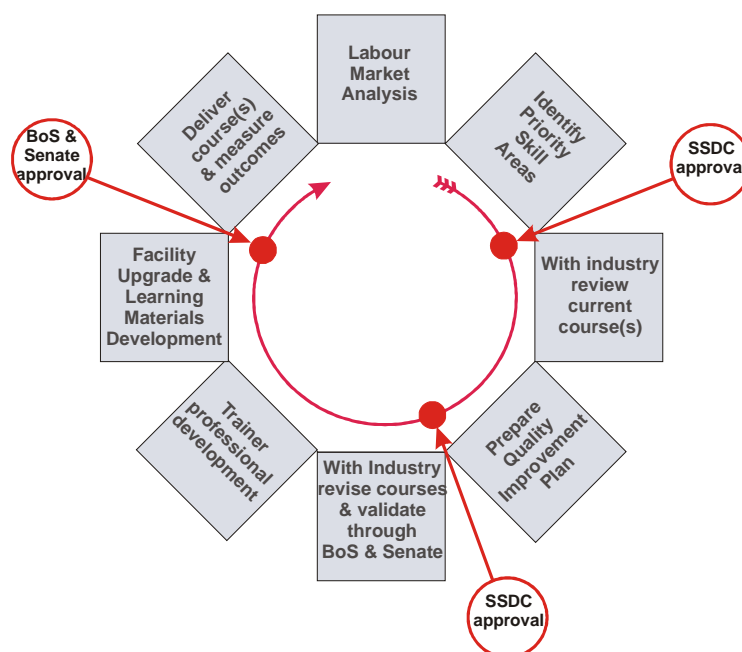 Labour
Market
Analysis
Identify
Priority
Skill
Areas
SSDC
approval
With industry
review
current
course(s)
Prepare
Quality
Improvement
Plan
SSDC
approval
With Industry
revise courses
& validate
through
BoS & Senate
Trainer
professional
development
Facility
Upgrade &
Learning
Materials
Development
BoS &
Senate
approval
Deliver
course(s)
& measure
outcomes